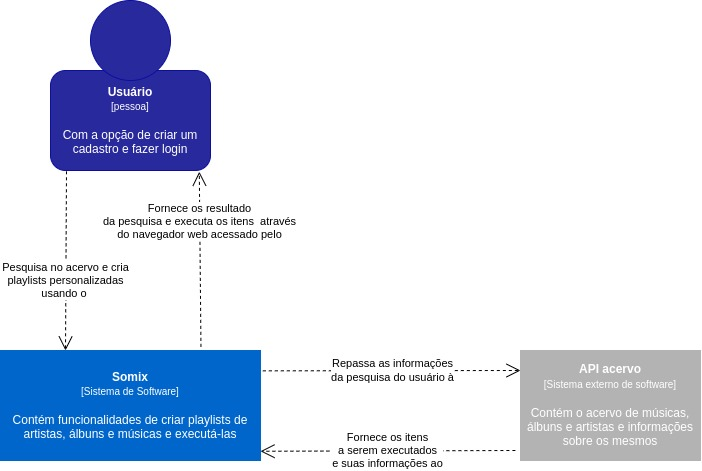 Usuário
[pessoa]
Com a opção de criar um
cadastro e fazer login
Fornece os resultado
da pesquisa e executa os itens através
do navegador web acessado pelo
Pesquisa no acervo e cria
playlists personalizadas
usando o
Somix
[Sistema de Software]
Contém funcionalidades de criar playlists de
artistas, álbuns e músicas e executá-las
Repassa as informações
da pesquisa do usuário à
API acervo
[Sistema externo de software]
Contém o acervo de músicas,
álbuns e artistas e informações
sobre os mesmos
Fornece os itens
a serem executados
e suas informações ao